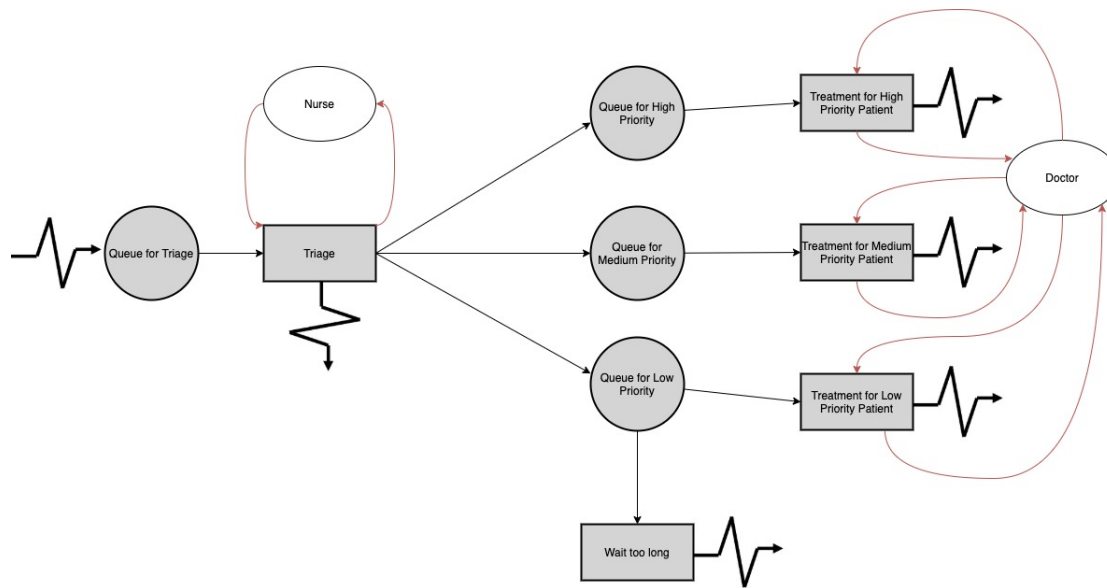 Nurse
Queue for Triage
Triage
Queue for High
Priority
Treatment for High
Priority Patient
Doctor
Queue for
Medium Priority
Treatment for Medium
Priority Patient
Queue for Low
Priority
Treatment for Low
Priority Patient
Wait too long